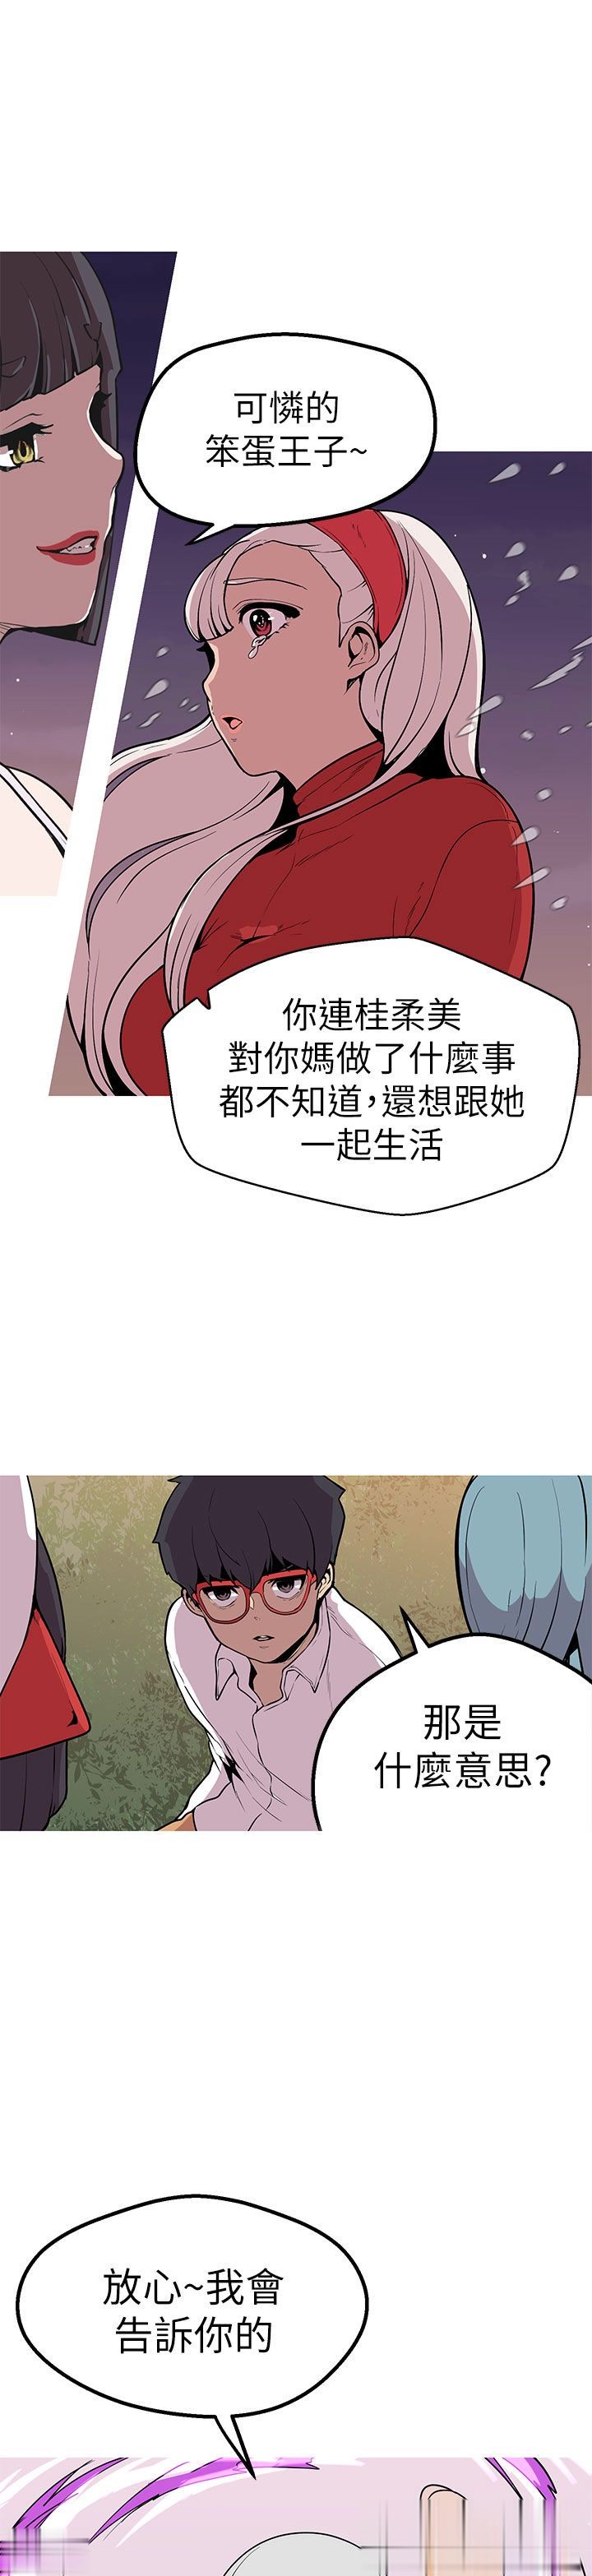 可憐的
笨蛋王子~
你連桂柔美
對你媽做了什麼事
都不知道,還想跟她
一起生活
那是
什麼意思?
放心~我會
告訴你的